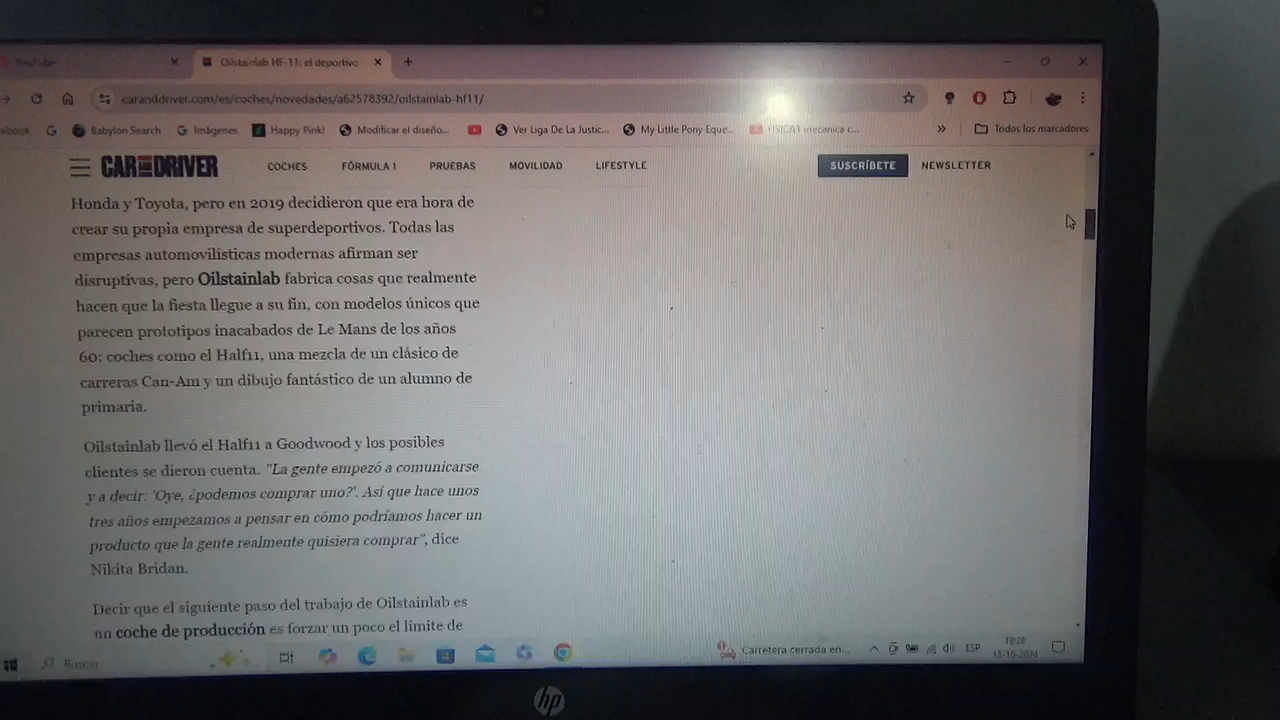 YouTube
Oilstainlab HF-11: el deportivo
caranddriver.com/es/coches/novedades/a62578392/oilstainlab-hf11/
Babylon Search
Imágenes
Happy Pink!
Modificar el diseño...
Ver Liga De La Justic...
My Little Pony Eque...
FISICA1 mecanica c...
Todos los marcadores
CAR AND DRIVER
COCHES
FÓRMULA 1
PRUEBAS
MOVILIDAD
LIFESTYLE
SUSCRÍBETE
NEWSLETTER
Honda y Toyota, pero en 2019 decidieron que era hora de
crear su propia empresa de superdeportivos. Todas las
empresas automovilísticas modernas afirman ser
disruptivas, pero Oilstainlab fabrica cosas que realmente
hacen que la fiesta llegue a su fin, con modelos únicos que
parecen prototipos inacabados de Le Mans de los años
60: coches como el Half11, una mezcla de un clásico de
carreras Can-Am y un dibujo fantástico de un alumno de
primaria.
Oilstainlab llevó el Half11 a Goodwood y los posibles
clientes se dieron cuenta. "La gente empezó a comunicarse
y a decir: 'Oye, ¿podemos comprar uno?'. Así que hace unos
tres años empezamos a pensar en cómo podríamos hacer un
producto que la gente realmente quisiera comprar", dice
Nikita Bridan.
Decir que el siguiente paso del trabajo de Oilstainlab es
un coche de producción es forzar un poco el límite de
Buscar
Carretera cerrada en...
ESP
19:28
13-10-2024
hp